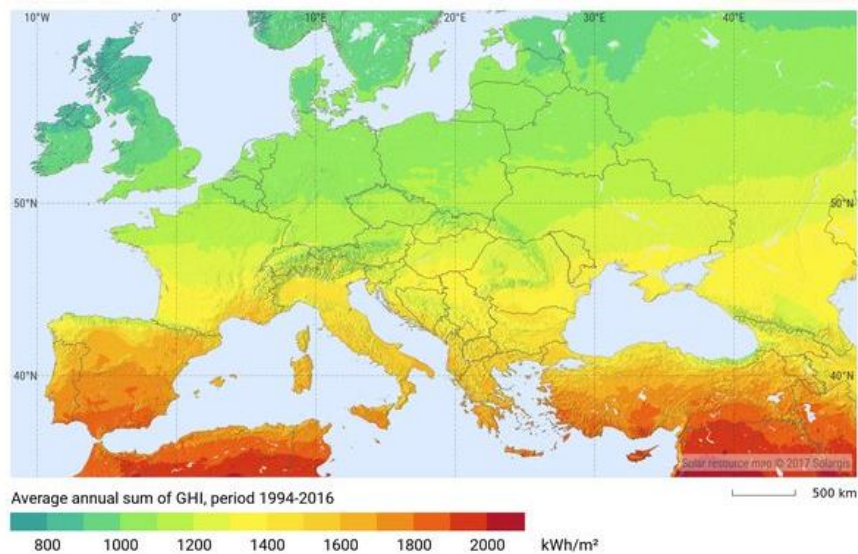 10°W 0° 10°E 20°E 30°E 40°E
50°N 50°N
40°N 40°N
Solar resource map © 2017 Solargis
Average annual sum of GHI, period 1994-2016
500 km
800 1000 1200 1400 1600 1800 2000 kWh/m²